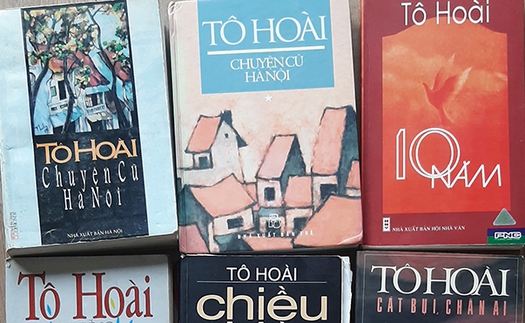 TÔ HOÀI
Chuyện Cũ
Hà Nội
NHÀ XUẤT BẢN HÀ NỘI
TÔ HOÀI
CHUYỆN CŨ
HÀ NỘI
Tô Hoài
10
NĂM
NHÀ XUẤT BẢN HỘI NHÀ VĂN
PNC
Tô Hoài
TÔ HOÀI
chiều
TÔ HOÀI
CÁT BỤI CHÂN AI